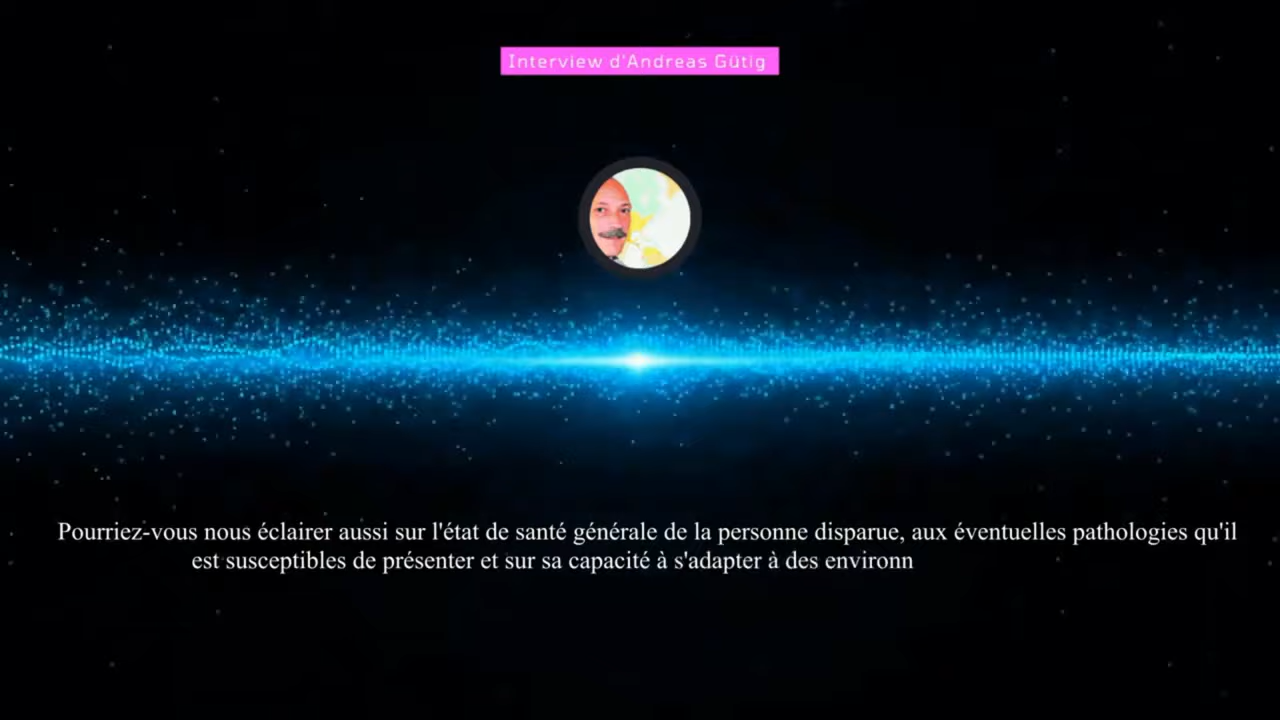 Interview d'Andreas Gütig
Pourriez-vous nous éclairer aussi sur l'état de santé générale de la personne disparue, aux éventuelles pathologies qu'il
est susceptibles de présenter et sur sa capacité à s'adapter à des environn